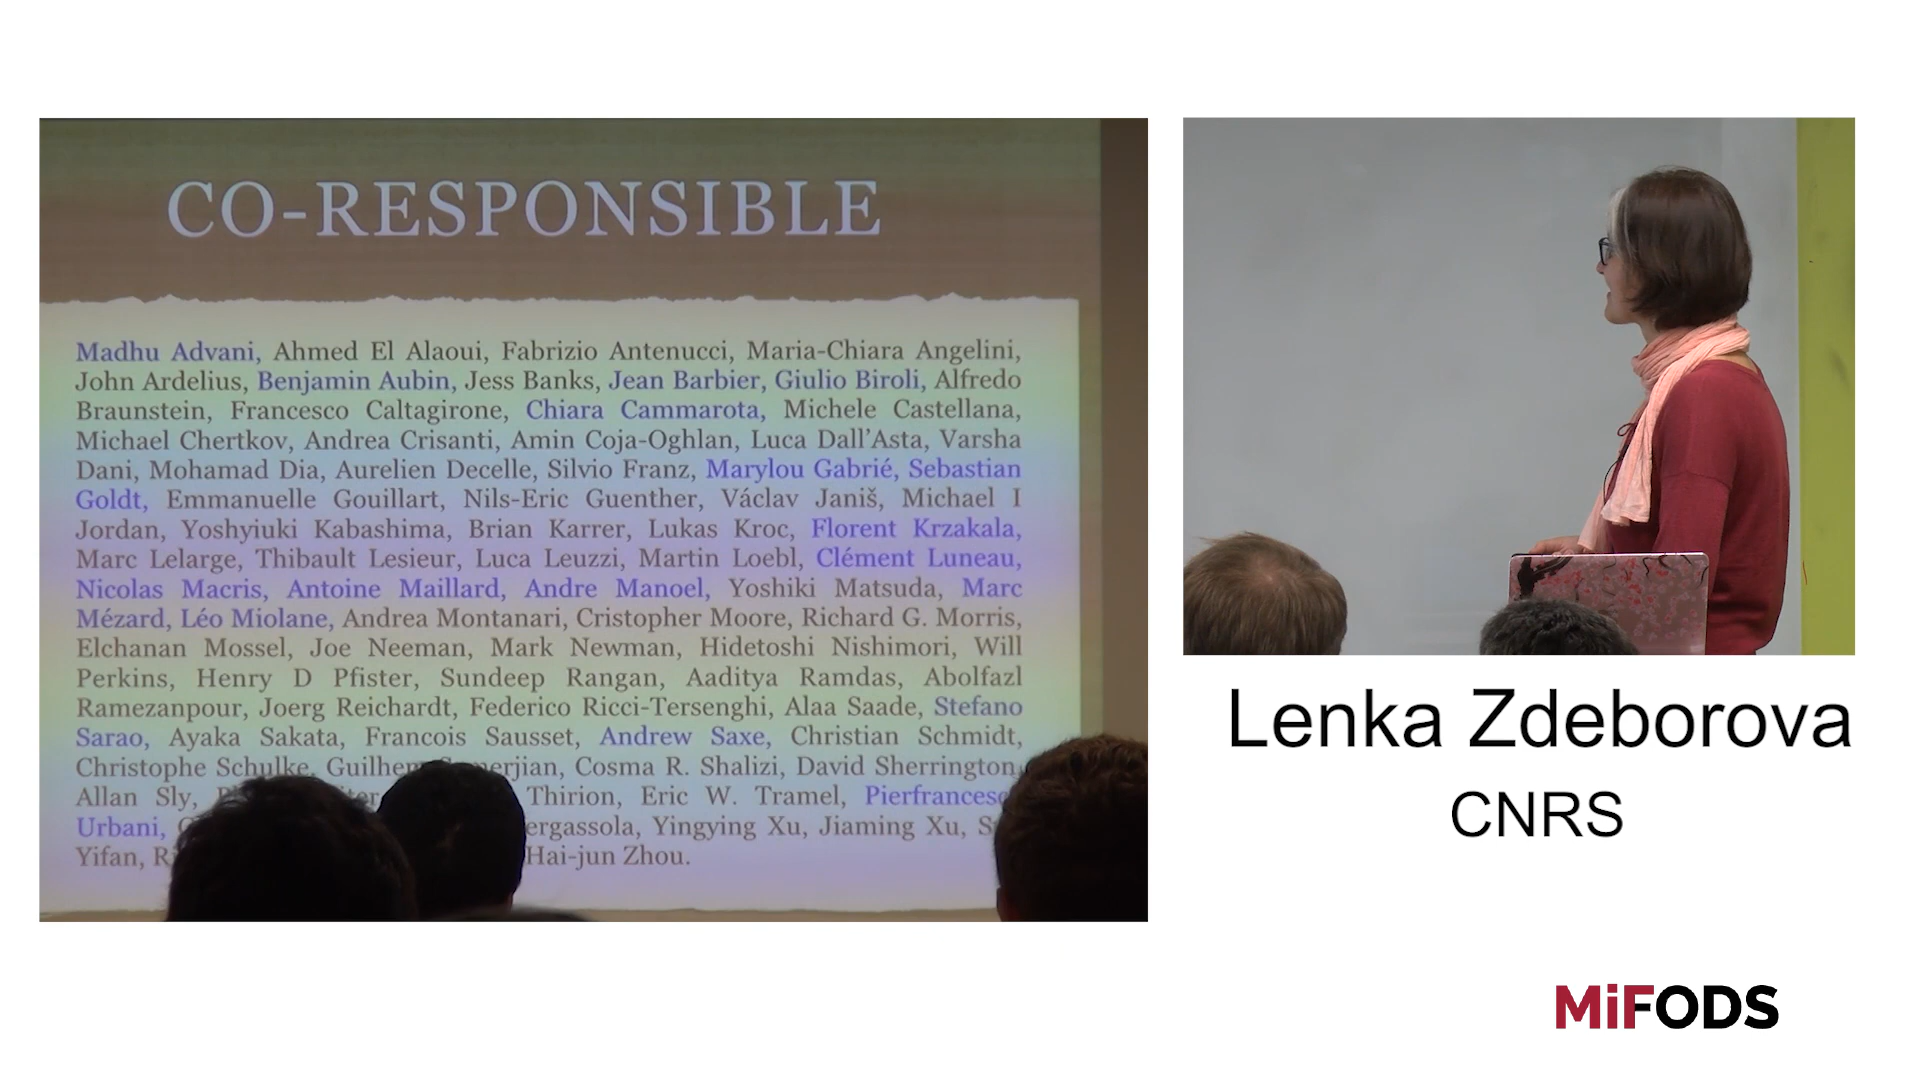 CO-RESPONSIBLE
Madhu Advani, Ahmed El Alaoui, Fabrizio Antenucci, Maria-Chiara Angelini,
John Ardelius, Benjamin Aubin, Jess Banks, Jean Barbier, Giulio Biroli, Alfredo
Braunstein, Francesco Caltagirone, Chiara Cammarota, Michele Castellana,
Michael Chertkov, Andrea Crisanti, Amin Coja-Oghlan, Luca Dall'Asta, Varsha
Dani, Mohamad Dia, Aurelien Decelle, Silvio Franz, Marylou Gabrié, Sebastian
Goldt, Emmanuelle Gouillart, Nils-Eric Guenther, Václav Janiš, Michael I
Jordan, Yoshyiuki Kabashima, Brian Karrer, Lukas Kroc, Florent Krzakala,
Marc Lelarge, Thibault Lesieur, Luca Leuzzi, Martin Loebl, Clément Luneau,
Nicolas Macris, Antoine Maillard, Andre Manoel, Yoshiki Matsuda, Marc
Mézard, Léo Miolane, Andrea Montanari, Cristopher Moore, Richard G. Morris,
Elchanan Mossel, Joe Neeman, Mark Newman, Hidetoshi Nishimori, Will
Perkins, Henry D Pfister, Sundeep Rangan, Aaditya Ramdas, Abolfazl
Ramezanpour, Joerg Reichardt, Federico Ricci-Tersenghi, Alaa Saade, Stefano
Sarao, Ayaka Sakata, Francois Sausset, Andrew Saxe, Christian Schmidt,
Christophe Schulke, Cosma R. Shalizi, David Sherrington,
Allan Sly, Thirion, Eric W. Tramel,
Urbani, Yingying Xu, Jiaming Xu,
Yifan, Hai-jun Zhou.
Lenka Zdeborova
CNRS
MiFODS